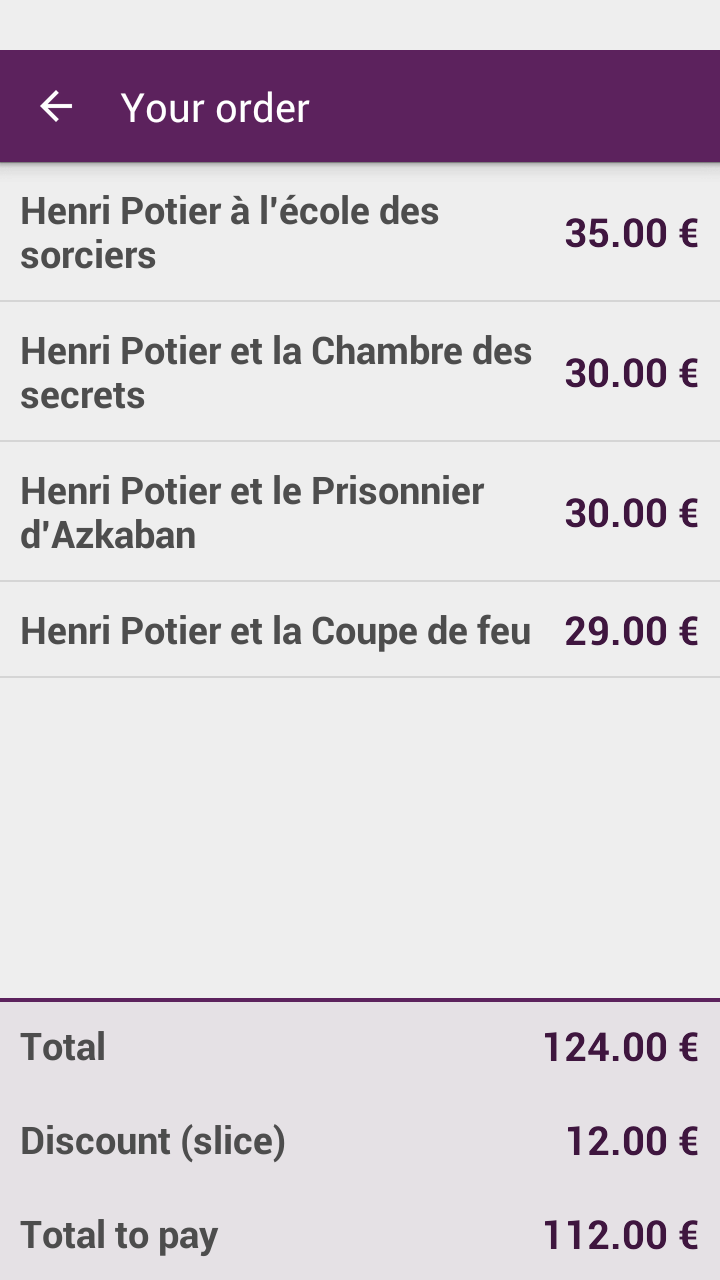 Your order
Henri Potier à l'école des
sorciers
35.00 €
Henri Potier et la Chambre des
secrets
30.00 €
Henri Potier et le Prisonnier
d'Azkaban
30.00 €
Henri Potier et la Coupe de feu 29.00 €
Total 124.00 €
Discount (slice) 12.00 €
Total to pay 112.00 €